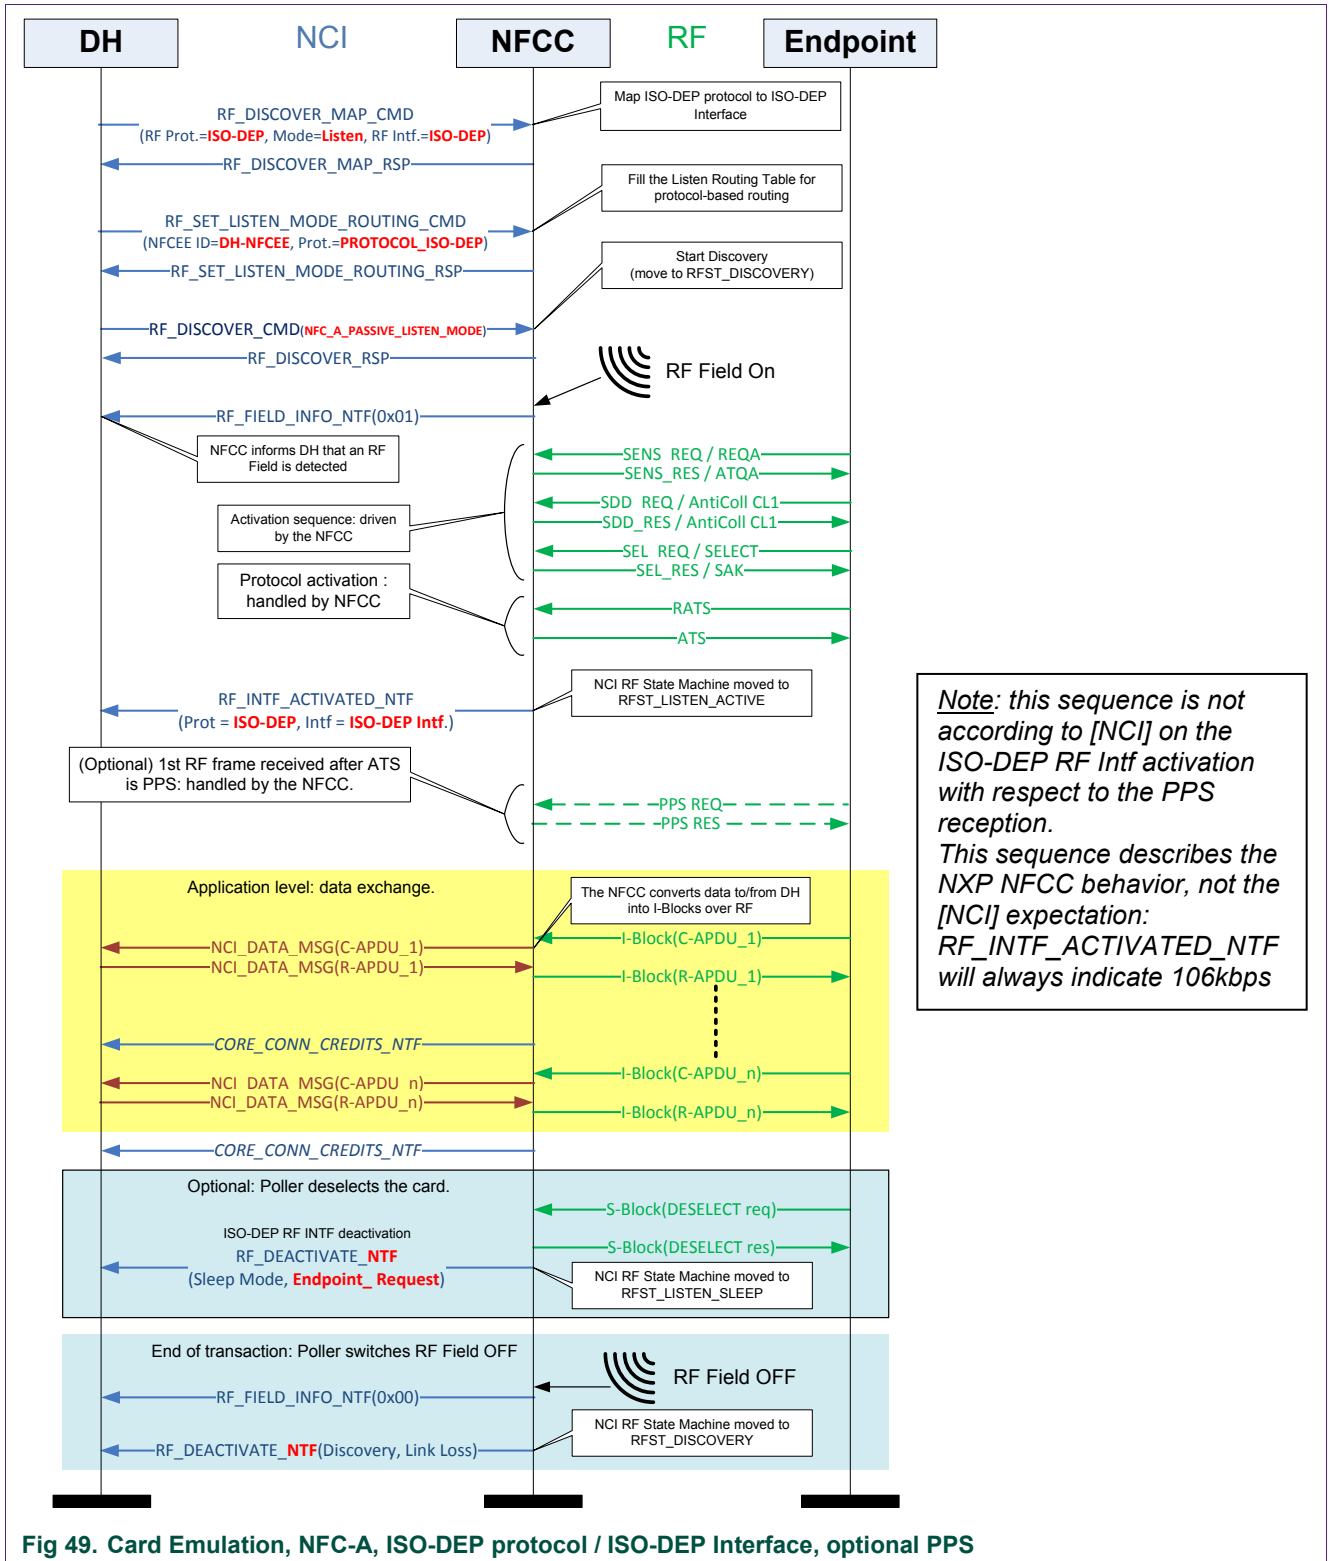 DH
NCI
NFCC
RF
Endpoint
RF_DISCOVER_MAP_CMD
(RF Prot.=ISO-DEP, Mode=Listen, RF Intf.=ISO-DEP)
Map ISO-DEP protocol to ISO-DEP
Interface
RF_DISCOVER_MAP_RSP
Fill the Listen Routing Table for
protocol-based routing
RF_SET_LISTEN_MODE_ROUTING_CMD
(NFCEE ID=DH-NFCEE, Prot.=PROTOCOL_ISO-DEP)
RF_SET_LISTEN_MODE_ROUTING_RSP
Start Discovery
(move to RFST_DISCOVERY)
RF_DISCOVER_CMD(NFC_A_PASSIVE_LISTEN_MODE)
RF_DISCOVER_RSP
RF Field On
RF_FIELD_INFO_NTF(0x01)
NFCC informs DH that an RF
Field is detected
SENS_REQ / REQA
SENS_RES / ATQA
SDD_REQ / AntiColl CL1
SDD_RES / AntiColl CL1
Activation sequence: driven
by the NFCC
SEL_REQ / SELECT
SEL_RES / SAK
Protocol activation :
handled by NFCC
RATS
ATS
RF_INTF_ACTIVATED_NTF
(Prot = ISO-DEP, Intf = ISO-DEP Intf.)
NCI RF State Machine moved to
RFST_LISTEN_ACTIVE
(Optional) 1st RF frame received after ATS
is PPS: handled by the NFCC.
PPS REQ
PPS RES
Note: this sequence is not
according to [NCI] on the
ISO-DEP RF Intf activation
with respect to the PPS
reception.
This sequence describes the
NXP NFCC behavior, not the
[NCI] expectation:
RF_INTF_ACTIVATED_NTF
will always indicate 106kbps
Application level: data exchange.
The NFCC converts data to/from DH
into I-Blocks over RF
NCI_DATA_MSG(C-APDU_1)
I-Block(C-APDU_1)
NCI_DATA_MSG(R-APDU_1)
I-Block(R-APDU_1)
CORE_CONN_CREDITS_NTF
NCI_DATA_MSG(C-APDU_n)
I-Block(C-APDU_n)
NCI_DATA_MSG(R-APDU_n)
I-Block(R-APDU_n)
CORE_CONN_CREDITS_NTF
Optional: Poller deselects the card.
S-Block(DESELECT req)
ISO-DEP RF INTF deactivation
RF_DEACTIVATE_NTF
(Sleep Mode, Endpoint_ Request)
S-Block(DESELECT res)
NCI RF State Machine moved to
RFST_LISTEN_SLEEP
End of transaction: Poller switches RF Field OFF
RF Field OFF
RF_FIELD_INFO_NTF(0x00)
NCI RF State Machine moved to
RFST_DISCOVERY
RF_DEACTIVATE_NTF(Discovery, Link Loss)
Fig 49. Card Emulation, NFC-A, ISO-DEP protocol / ISO-DEP Interface, optional PPS